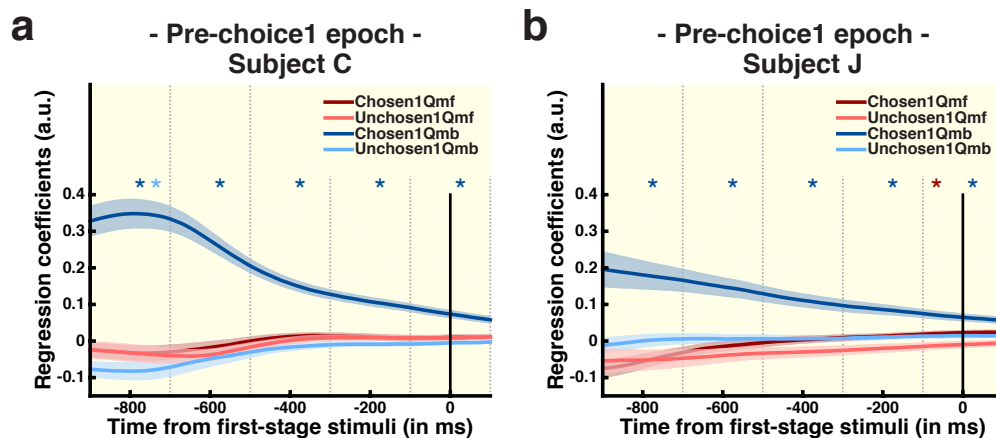 a
- Pre-choice1 epoch -
Subject C
Chosen1Qmf
Unchosen1Qmf
Chosen1Qmb
Unchosen1Qmb
* * * * * *
Regression coefficients (a.u.)
0.4
0.3
0.2
0.1
0
-0.1
-800 -600 -400 -200 0
Time from first-stage stimuli (in ms)
b
- Pre-choice1 epoch -
Subject J
Chosen1Qmf
Unchosen1Qmf
Chosen1Qmb
Unchosen1Qmb
* * * * * *
Regression coefficients (a.u.)
0.4
0.3
0.2
0.1
0
-0.1
-800 -600 -400 -200 0
Time from first-stage stimuli (in ms)